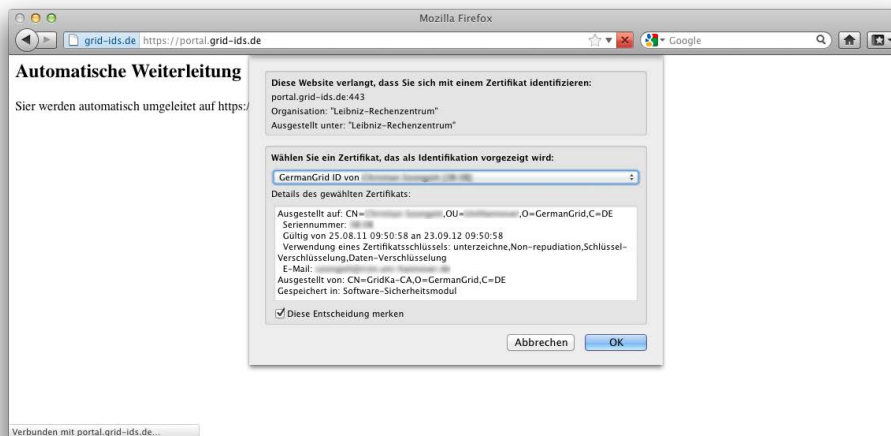 Mozilla Firefox
grid-ids.de https://portal.grid-ids.de
Google
Automatische Weiterleitung
Sier werden automatisch umgeleitet auf https:/
Diese Website verlangt, dass Sie sich mit einem Zertifikat identifizieren:
portal.grid-ids.de:443
Organisation: "Leibniz-Rechenzentrum"
Ausgestellt unter: "Leibniz-Rechenzentrum"
Wählen Sie ein Zertifikat, das als Identifikation vorgezeigt wird:
GermanGrid ID von
Details des gewählten Zertifikats:
Ausgestellt auf: CN= ,OU= ,O=GermanGrid,C=DE
Seriennummer:
Gültig von 25.08.11 09:50:58 an 23.09.12 09:50:58
Verwendung eines Zertifikatsschlüssels: unterzeichne,Non-repudiation,Schlüssel-
Verschlüsselung,Daten-Verschlüsselung
E-Mail:
Ausgestellt von: CN=GridKa-CA,O=GermanGrid,C=DE
Gespeichert in: Software-Sicherheitsmodul
Diese Entscheidung merken
Abbrechen OK
Verbunden mit portal.grid-ids.de...